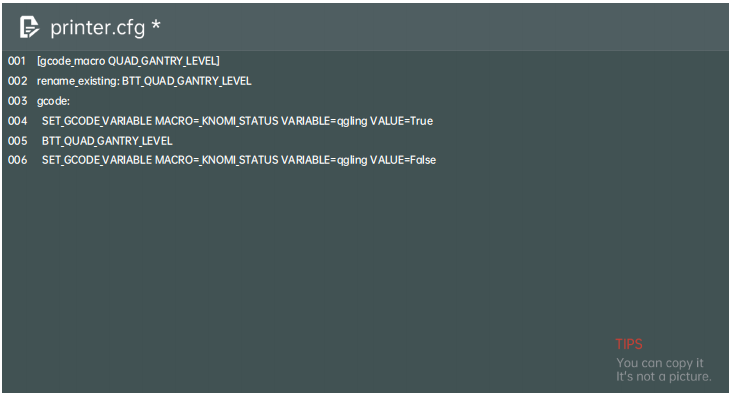 printer.cfg *
001 [gcode_macro QUAD_GANTRY_LEVEL]
002 rename_existing: BTT_QUAD_GANTRY_LEVEL
003 gcode:
004 SET_GCODE_VARIABLE MACRO=_KNOMI_STATUS VARIABLE=qgling VALUE=True
005 BTT_QUAD_GANTRY_LEVEL
006 SET_GCODE_VARIABLE MACRO=_KNOMI_STATUS VARIABLE=qgling VALUE=False
TIPS
You can copy it
It's not a picture.